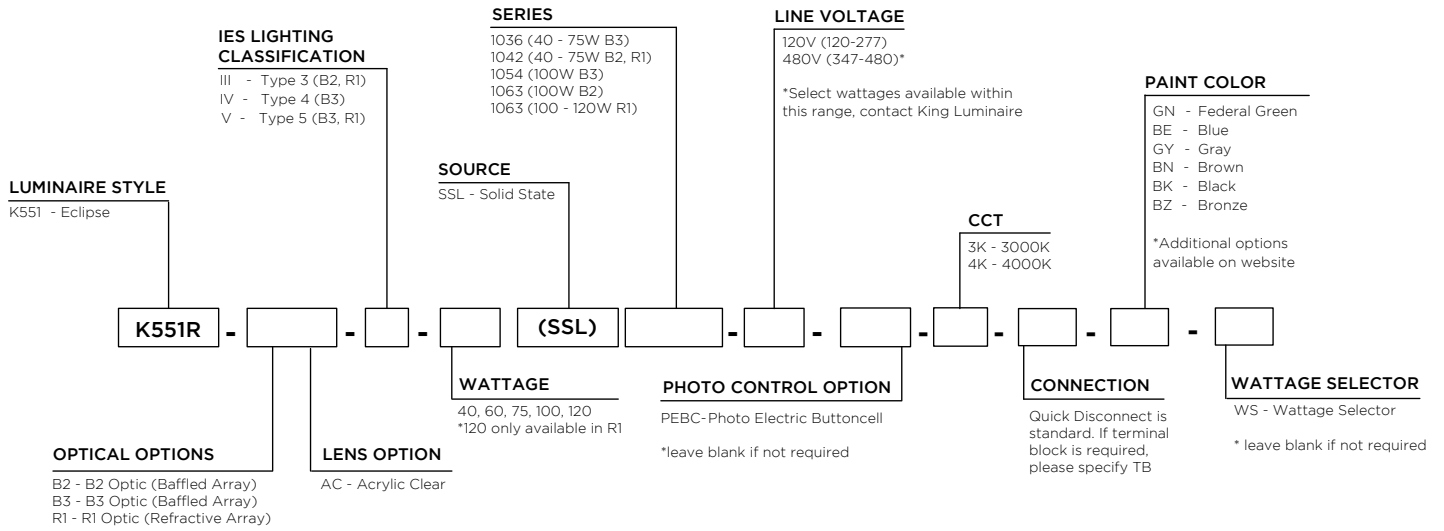 LUMINAIRE STYLE
K551 - Eclipse
IES LIGHTING
CLASSIFICATION
III - Type 3 (B2, R1)
IV - Type 4 (B3)
V - Type 5 (B3, R1)
SOURCE
SSL - Solid State
SERIES
1036 (40 - 75W B3)
1042 (40 - 75W B2, R1)
1054 (100W B3)
1063 (100W B2)
1063 (100 - 120W R1)
LINE VOLTAGE
120V (120-277)
480V (347-480)*
*Select wattages available within
this range, contact King Luminaire
CCT
3K - 3000K
4K - 4000K
PAINT COLOR
GN - Federal Green
BE - Blue
GY - Gray
BN - Brown
BK - Black
BZ - Bronze
*Additional options
available on website
K551R - - - (SSL) - - - - - -
OPTICAL OPTIONS
B2 - B2 Optic (Baffled Array)
B3 - B3 Optic (Baffled Array)
R1 - R1 Optic (Refractive Array)
LENS OPTION
AC - Acrylic Clear
WATTAGE
40, 60, 75, 100, 120
*120 only available in R1
PHOTO CONTROL OPTION
PEBC-Photo Electric Buttoncell
*leave blank if not required
CONNECTION
Quick Disconnect is
standard. If terminal
block is required,
please specify TB
WATTAGE SELECTOR
WS - Wattage Selector
* leave blank if not required